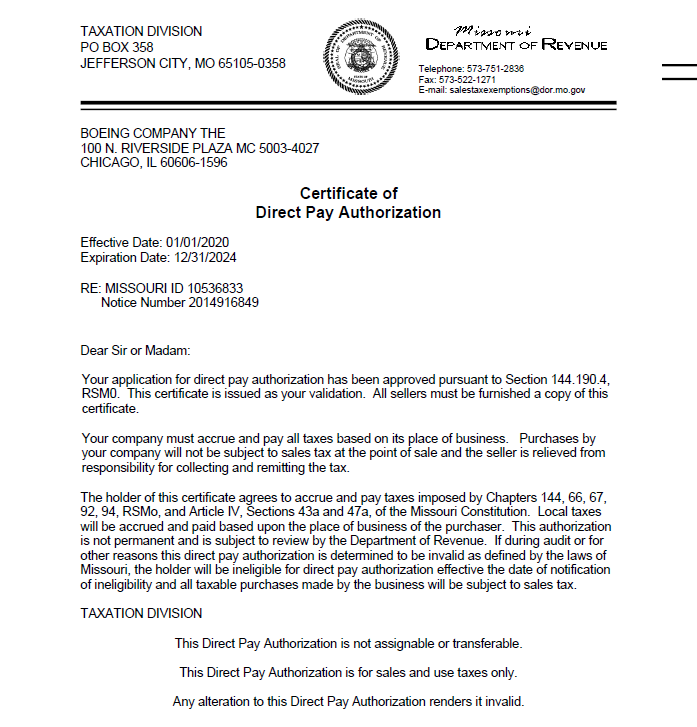 TAXATION DIVISION
PO BOX 358
JEFFERSON CITY, MO 65105-0358
Missouri
DEPARTMENT OF REVENUE
Telephone: 573-751-2836
Fax: 573-522-1271
E-mail: salestaxexemptions@dor.mo.gov
BOEING COMPANY THE
100 N. RIVERSIDE PLAZA MC 5003-4027
CHICAGO, IL 60606-1596
Certificate of
Direct Pay Authorization
Effective Date: 01/01/2020
Expiration Date: 12/31/2024
RE: MISSOURI ID 10536833
Notice Number 2014916849
Dear Sir or Madam:
Your application for direct pay authorization has been approved pursuant to Section 144.190.4,
RSM0. This certificate is issued as your validation. All sellers must be furnished a copy of this
certificate.
Your company must accrue and pay all taxes based on its place of business. Purchases by
your company will not be subject to sales tax at the point of sale and the seller is relieved from
responsibility for collecting and remitting the tax.
The holder of this certificate agrees to accrue and pay taxes imposed by Chapters 144, 66, 67,
92, 94, RSMo, and Article IV, Sections 43a and 47a, of the Missouri Constitution. Local taxes
will be accrued and paid based upon the place of business of the purchaser. This authorization
is not permanent and is subject to review by the Department of Revenue. If during audit or for
other reasons this direct pay authorization is determined to be invalid as defined by the laws of
Missouri, the holder will be ineligible for direct pay authorization effective the date of notification
of ineligibility and all taxable purchases made by the business will be subject to sales tax.
TAXATION DIVISION
This Direct Pay Authorization is not assignable or transferable.
This Direct Pay Authorization is for sales and use taxes only.
Any alteration to this Direct Pay Authorization renders it invalid.